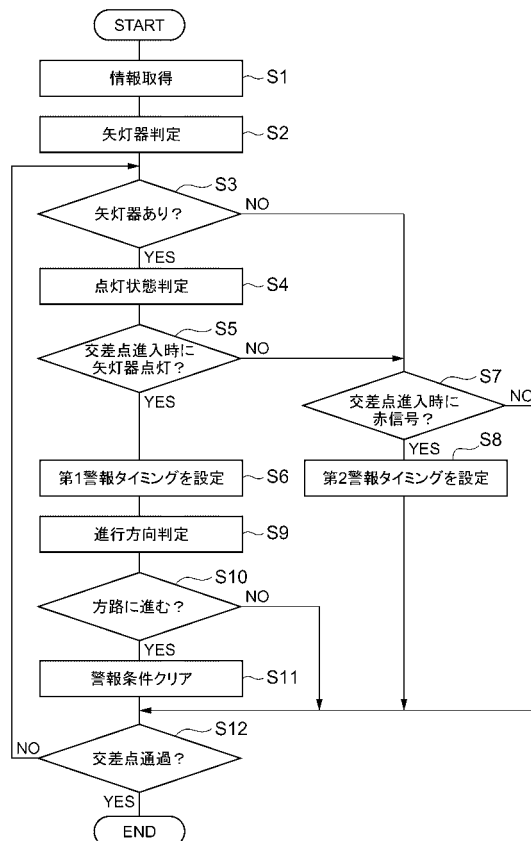 START
情報取得
S1
矢灯器判定
S2
S3
矢灯器あり?
NO
YES
点灯状態判定
S4
S5
交差点進入時に
矢灯器点灯?
NO
YES
S7
交差点進入時に
赤信号?
NO
YES
S8
第1警報タイミングを設定
S6
第2警報タイミングを設定
進行方向判定
S9
S10
方路に進む?
NO
YES
警報条件クリア
S11
S12
交差点通過?
NO
YES
END